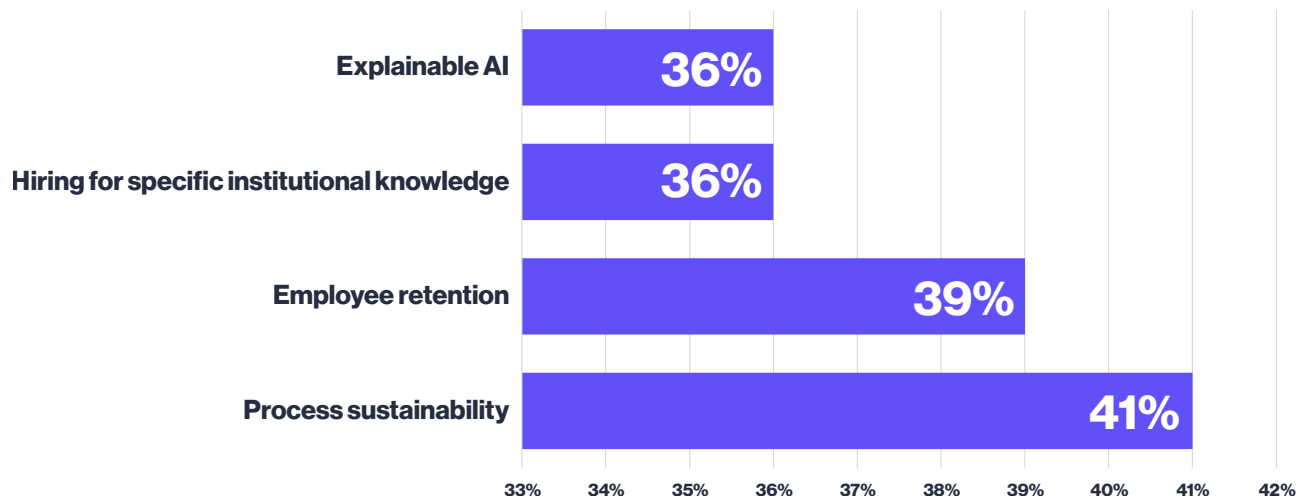 Explainable AI
36%
Hiring for specific institutional knowledge
36%
Employee retention
39%
Process sustainability
41%
33% 34% 35% 36% 37% 38% 39% 40% 41% 42%